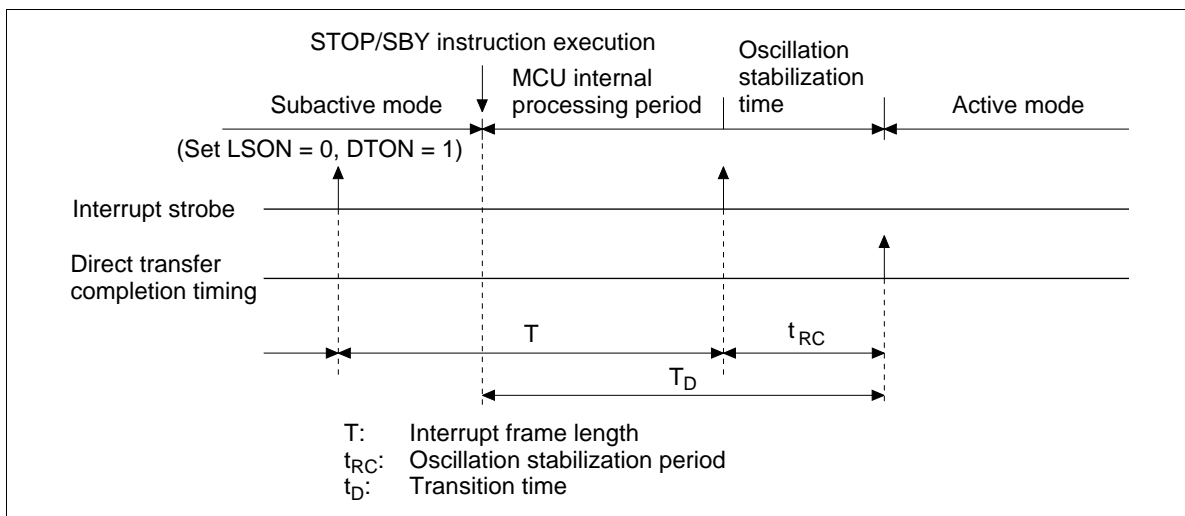 STOP/SBY instruction execution
Subactive mode
MCU internal
processing period
Oscillation
stabilization
time
Active mode
(Set LSON = 0, DTON = 1)
Interrupt strobe
Direct transfer
completion timing
T
tRC
TD
T: Interrupt frame length
tRC: Oscillation stabilization period
tD: Transition time